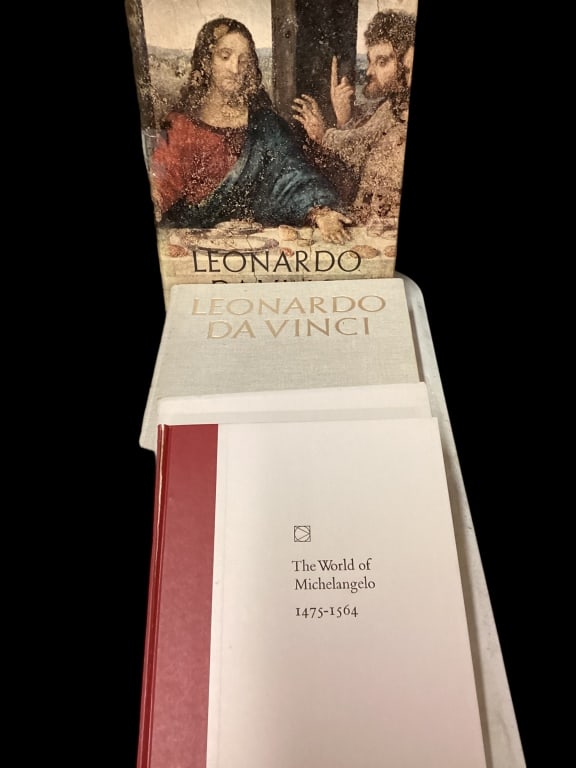 LEONARDO
LEONARDO
DA VINCI
The World of
Michelangelo
1475-1564